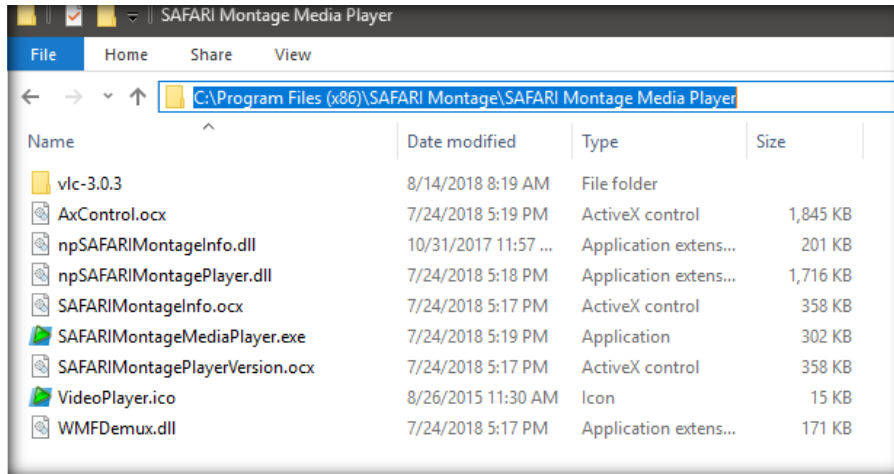 SAFARI Montage Media Player
File Home Share View
C:\Program Files (x86)\SAFARI Montage\SAFARI Montage Media Player
Name Date modified Type Size
vlc-3.0.3 8/14/2018 8:19 AM File folder
AxControl.ocx 7/24/2018 5:19 PM ActiveX control 1,845 KB
npSAFARIMontageInfo.dll 10/31/2017 11:57 ... Application extens... 201 KB
npSAFARIMontagePlayer.dll 7/24/2018 5:18 PM Application extens... 1,716 KB
SAFARIMontageInfo.ocx 7/24/2018 5:17 PM ActiveX control 358 KB
SAFARIMontageMediaPlayer.exe 7/24/2018 5:19 PM Application 302 KB
SAFARIMontagePlayerVersion.ocx 7/24/2018 5:17 PM ActiveX control 358 KB
VideoPlayer.ico 8/26/2015 11:30 AM Icon 15 KB
WMFDemux.dll 7/24/2018 5:17 PM Application extens... 171 KB